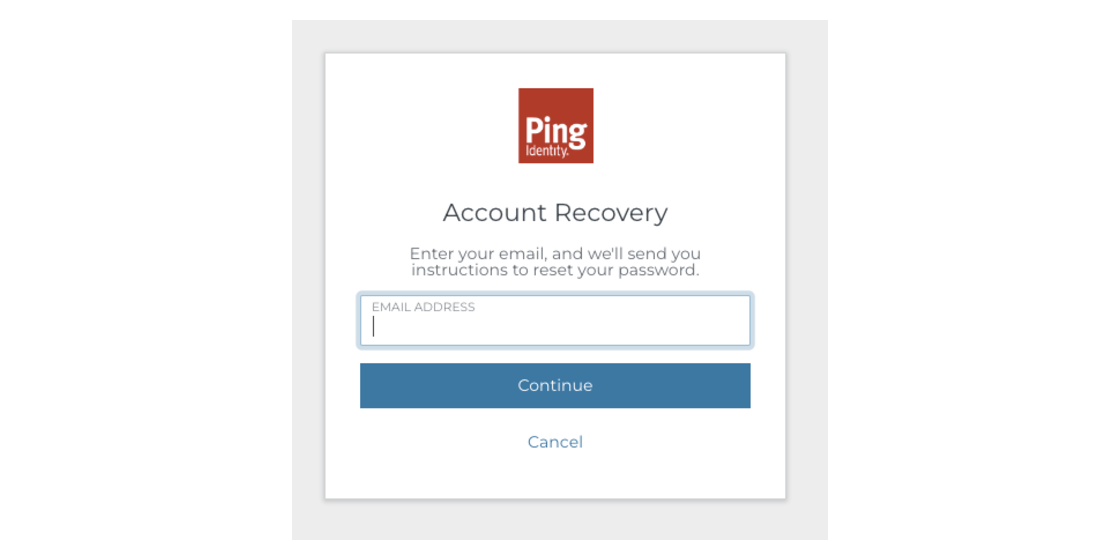 Ping
Identity.
Account Recovery
Enter your email, and we'll send you
instructions to reset your password.
EMAIL ADDRESS
Continue
Cancel